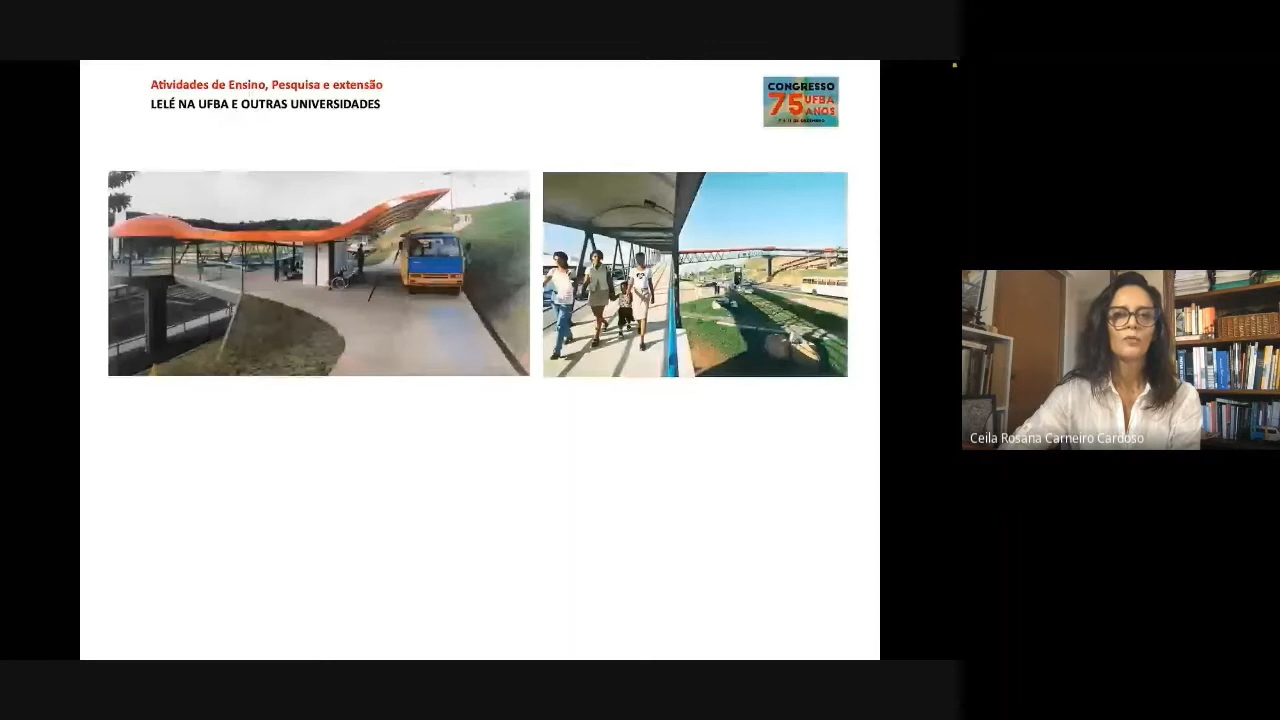 Atividades de Ensino, Pesquisa e extensão
LELÉ NA UFBA E OUTRAS UNIVERSIDADES
CONGRESSO
75 UFBA
ANOS
Ceila Rosana Carneiro Cardoso